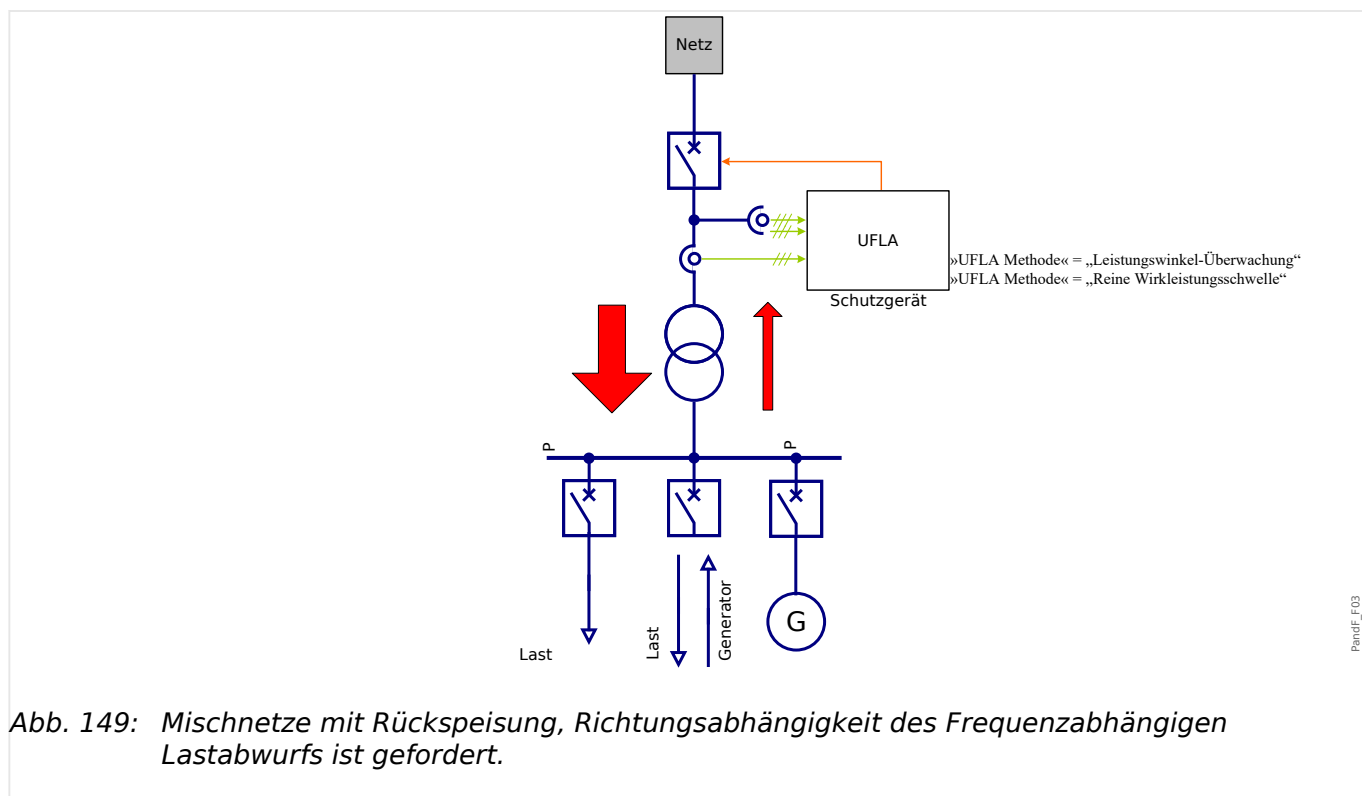 Netz
UFLA
»UFLA Methode« = „Leistungswinkel-Überwachung“
»UFLA Methode« = „Reine Wirkleistungsschwelle“
Schutzgerät
P
P
Last
Last
Generator
G
PandF_F03
Abb. 149: Mischnetze mit Rückspeisung, Richtungsabhängigkeit des Frequenzabhängigen
Lastabwurfs ist gefordert.